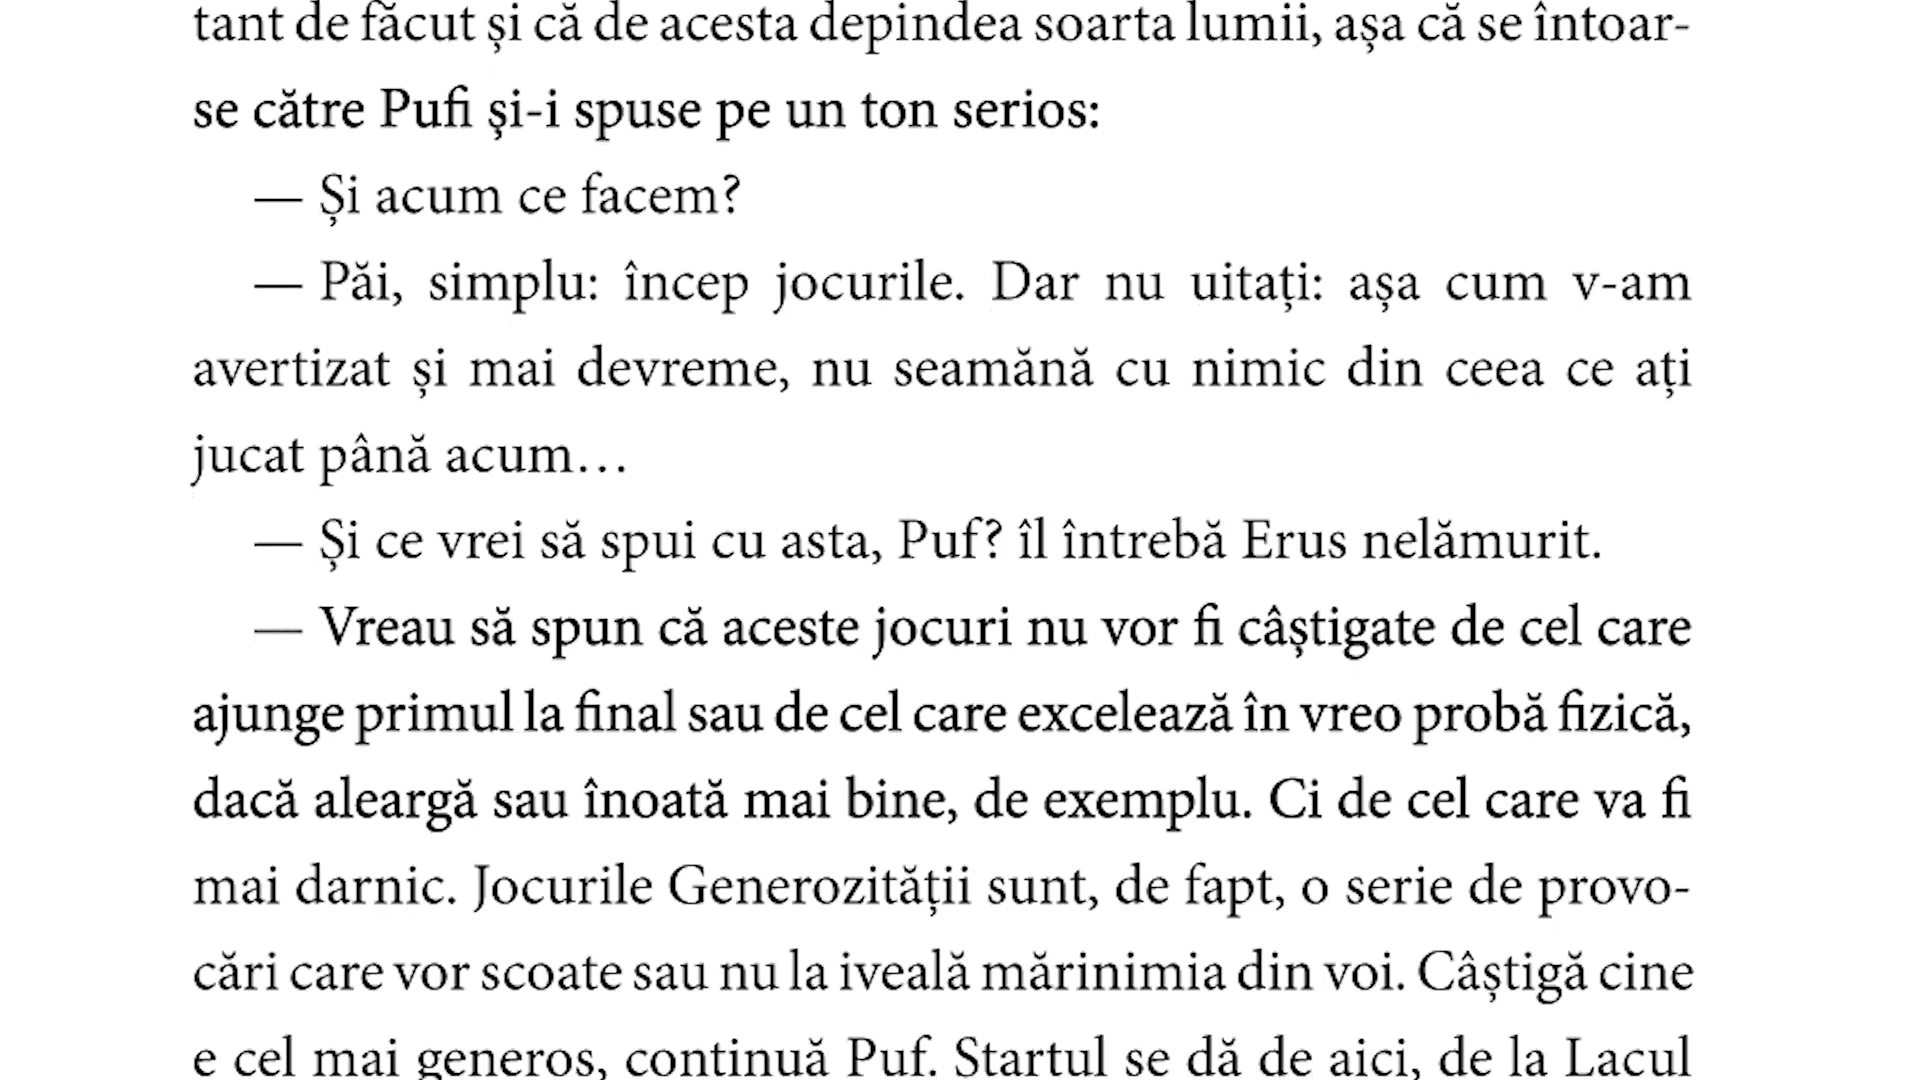 tant de făcut și că de acesta depindea soarta lumii, așa că se întoar-
se către Pufi și-i spuse pe un ton serios:
— Și acum ce facem?
— Păi, simplu: încep jocurile. Dar nu uitați: așa cum v-am
avertizat și mai devreme, nu seamănă cu nimic din ceea ce ați
jucat până acum…
— Și ce vrei să spui cu asta, Puf? îl întrebă Erus nelămurit.
— Vreau să spun că aceste jocuri nu vor fi câștigate de cel care
ajunge primul la final sau de cel care excelează în vreo probă fizică,
dacă aleargă sau înoată mai bine, de exemplu. Ci de cel care va fi
mai darnic. Jocurile Generozității sunt, de fapt, o serie de provo-
cări care vor scoate sau nu la iveală mărinimia din voi. Câștigă cine
e cel mai generos, continuă Puf. Startul se dă de aici, de la Lacul